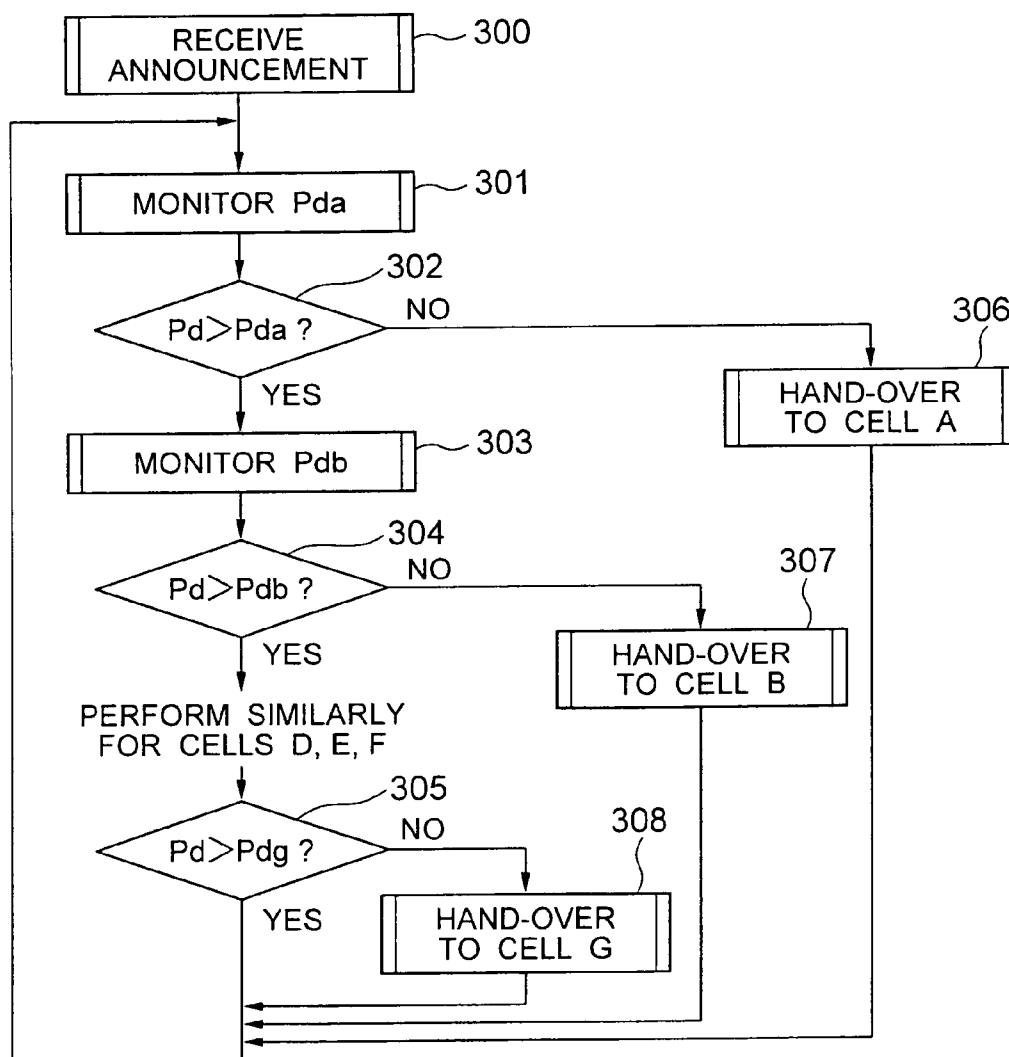 RECEIVE
ANNOUNCEMENT
300
MONITOR Pda
301
302
Pd>Pda ?
NO
YES
306
HAND-OVER
TO CELL A
MONITOR Pdb
303
304
Pd>Pdb ?
NO
YES
307
HAND-OVER
TO CELL B
PERFORM SIMILARLY
FOR CELLS D, E, F
305
Pd>Pdg ?
NO
YES
308
HAND-OVER
TO CELL G